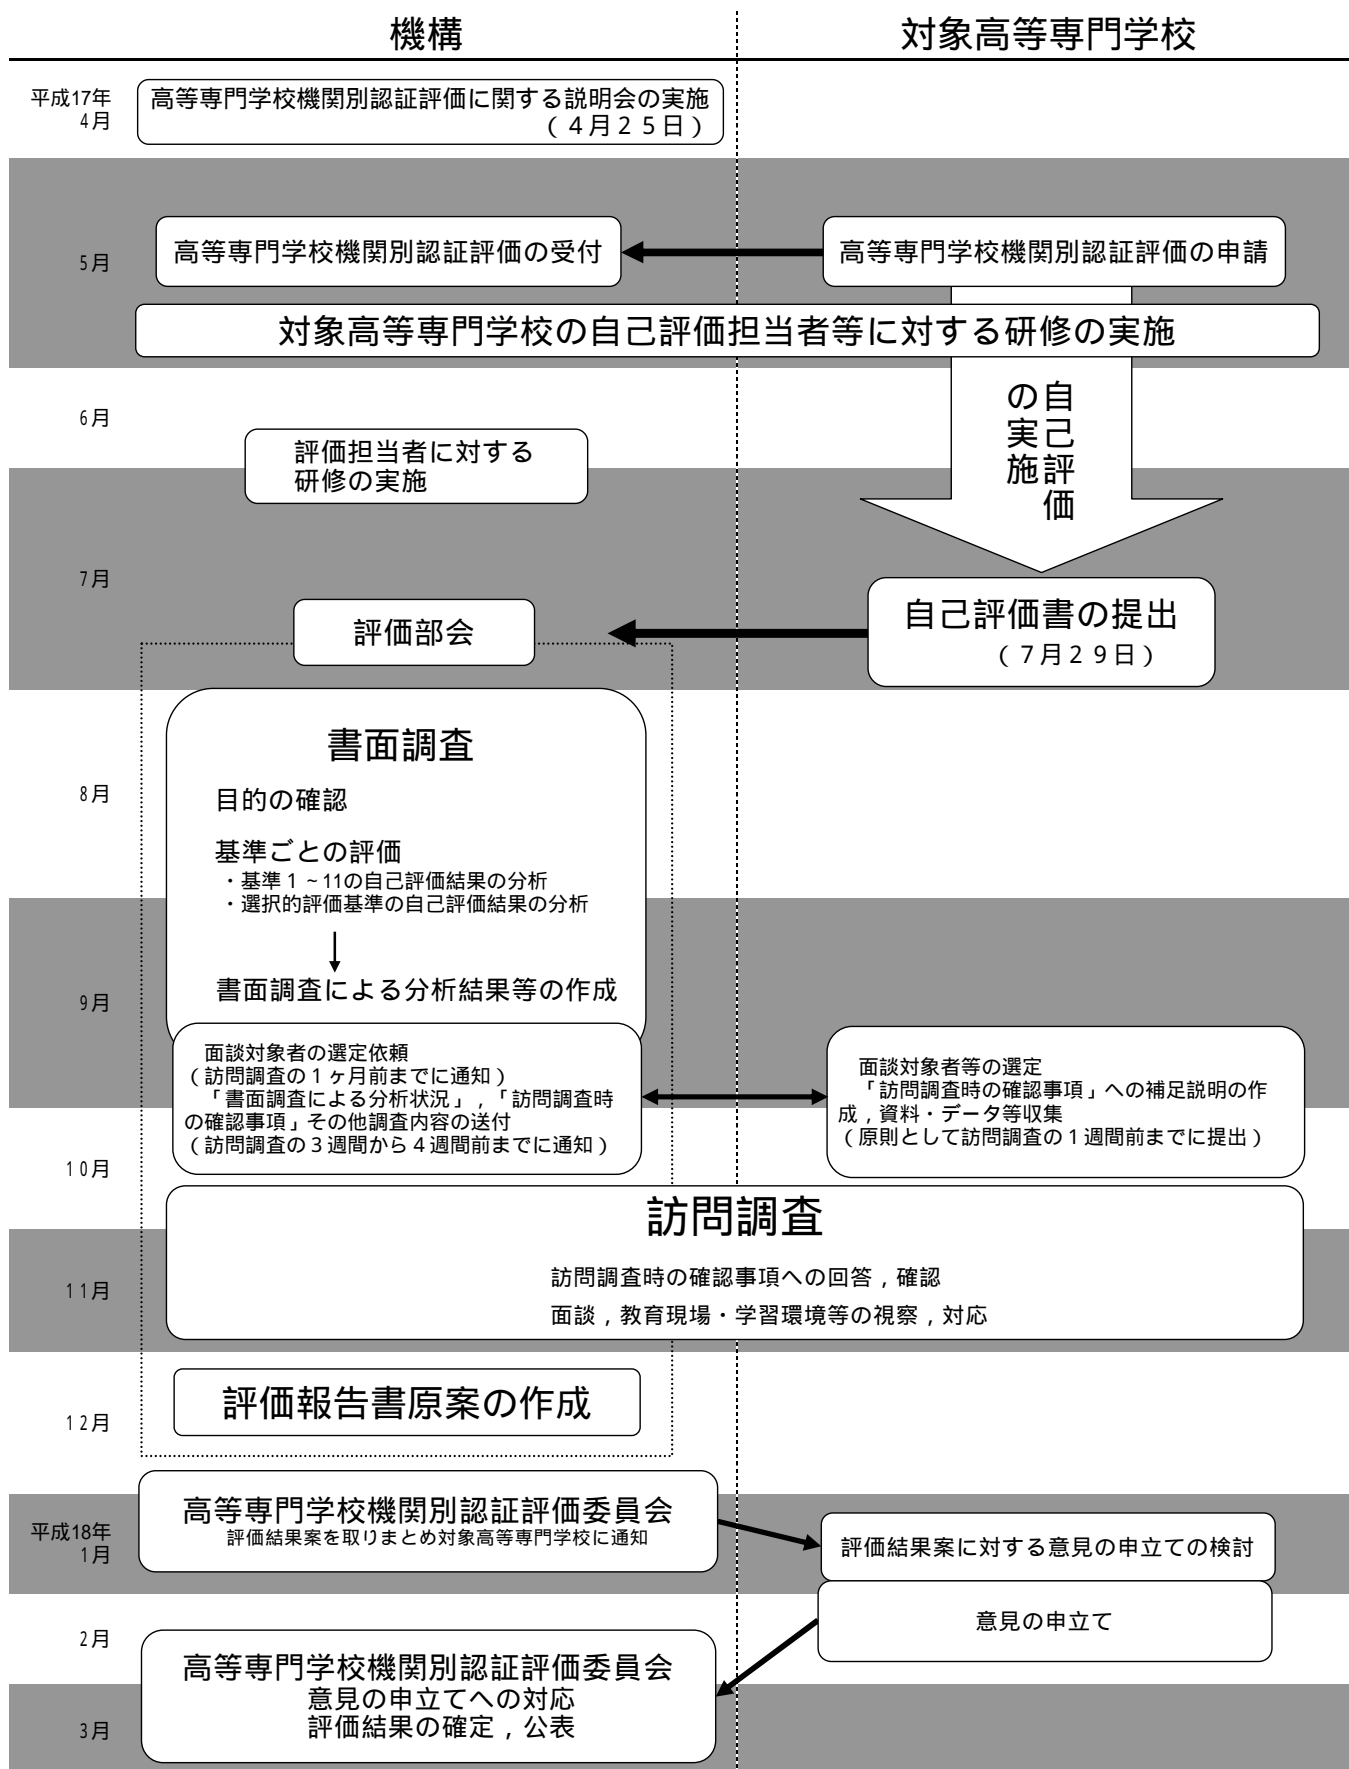 機構
対象高等専門学校
平成17年
4月
高等専門学校機関別認証評価に関する説明会の実施
(4月25日)
5月
高等専門学校機関別認証評価の受付
高等専門学校機関別認証評価の申請
対象高等専門学校の自己評価担当者等に対する研修の実施
6月
自己評価
の実施
評価担当者に対する
研修の実施
7月
評価部会
自己評価書の提出
(7月29日)
書面調査
8月
目的の確認
基準ごとの評価
・基準1~11の自己評価結果の分析
・選択的評価基準の自己評価結果の分析
9月
書面調査による分析結果等の作成
面談対象者の選定依頼
(訪問調査の1ヶ月前までに通知)
「書面調査による分析状況」,「訪問調査時
の確認事項」その他調査内容の送付
(訪問調査の3週間から4週間前までに通知)
面談対象者等の選定
「訪問調査時の確認事項」への補足説明の作
成,資料・データ等収集
(原則として訪問調査の1週間前までに提出)
10月
訪問調査
11月
訪問調査時の確認事項への回答,確認
面談,教育現場・学習環境等の視察,対応
12月
評価報告書原案の作成
高等専門学校機関別認証評価委員会
評価結果案を取りまとめ対象高等専門学校に通知
平成18年
1月
評価結果案に対する意見の申立ての検討
意見の申立て
2月
高等専門学校機関別認証評価委員会
意見の申立てへの対応
評価結果の確定,公表
3月